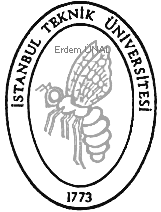 İSTANBUL TEKNİK ÜNİVERSİTESİ
Erdem ÜNAL
1773